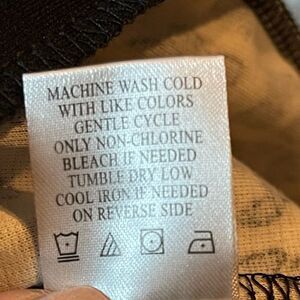 MACHINE WASH COLD
WITH LIKE COLORS
GENTLE CYCLE
ONLY NON-CHLORINE
BLEACH IF NEEDED
TUMBLE DRY LOW
COOL IRON IF NEEDED
ON REVERSE SIDE